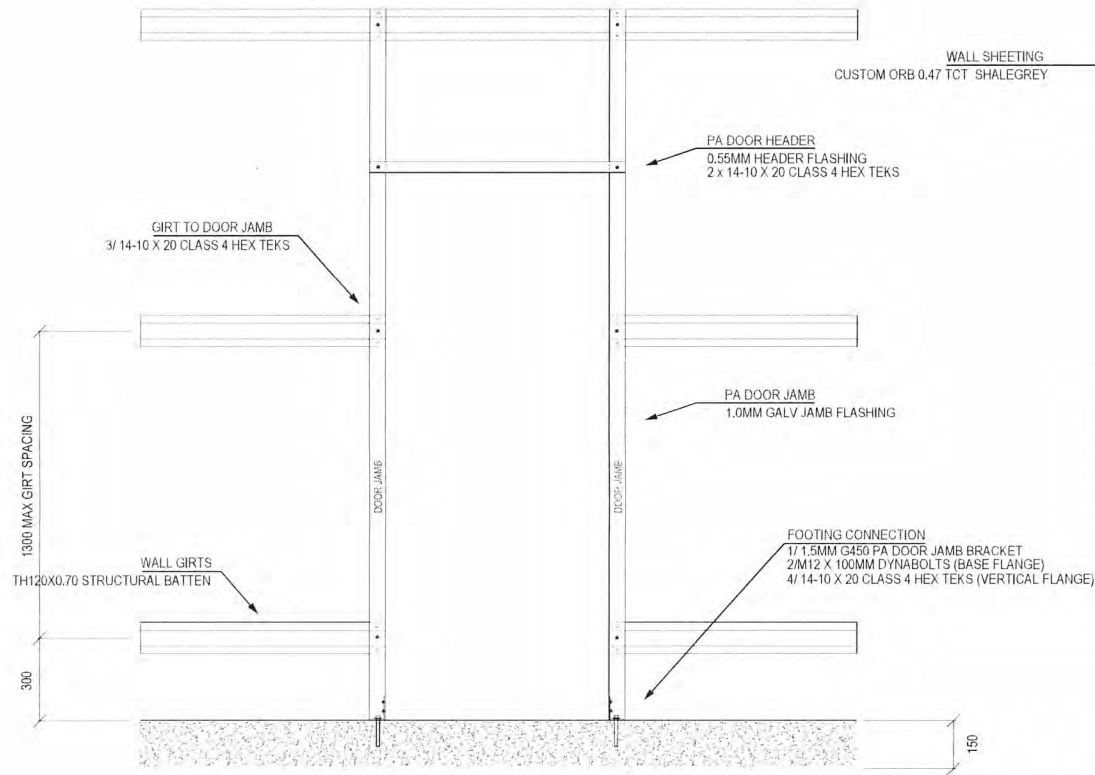 WALL SHEETING
CUSTOM ORB 0.47 TCT SHALEGREY
PA DOOR HEADER
0.55MM HEADER FLASHING
2 x 14-10 X 20 CLASS 4 HEX TEKS
GIRT TO DOOR JAMB
3/ 14-10 X 20 CLASS 4 HEX TEKS
PA DOOR JAMB
1.0MM GALV JAMB FLASHING
1300 MAX GIRT SPACING
DOOR JAMB
DOOR JAMB
FOOTING CONNECTION
1/ 1.5MM G450 PA DOOR JAMB BRACKET
2/M12 X 100MM DYNABOLTS (BASE FLANGE)
4/ 14-10 X 20 CLASS 4 HEX TEKS (VERTICAL FLANGE)
WALL GIRTS
TH120X0.70 STRUCTURAL BATTEN
300
150